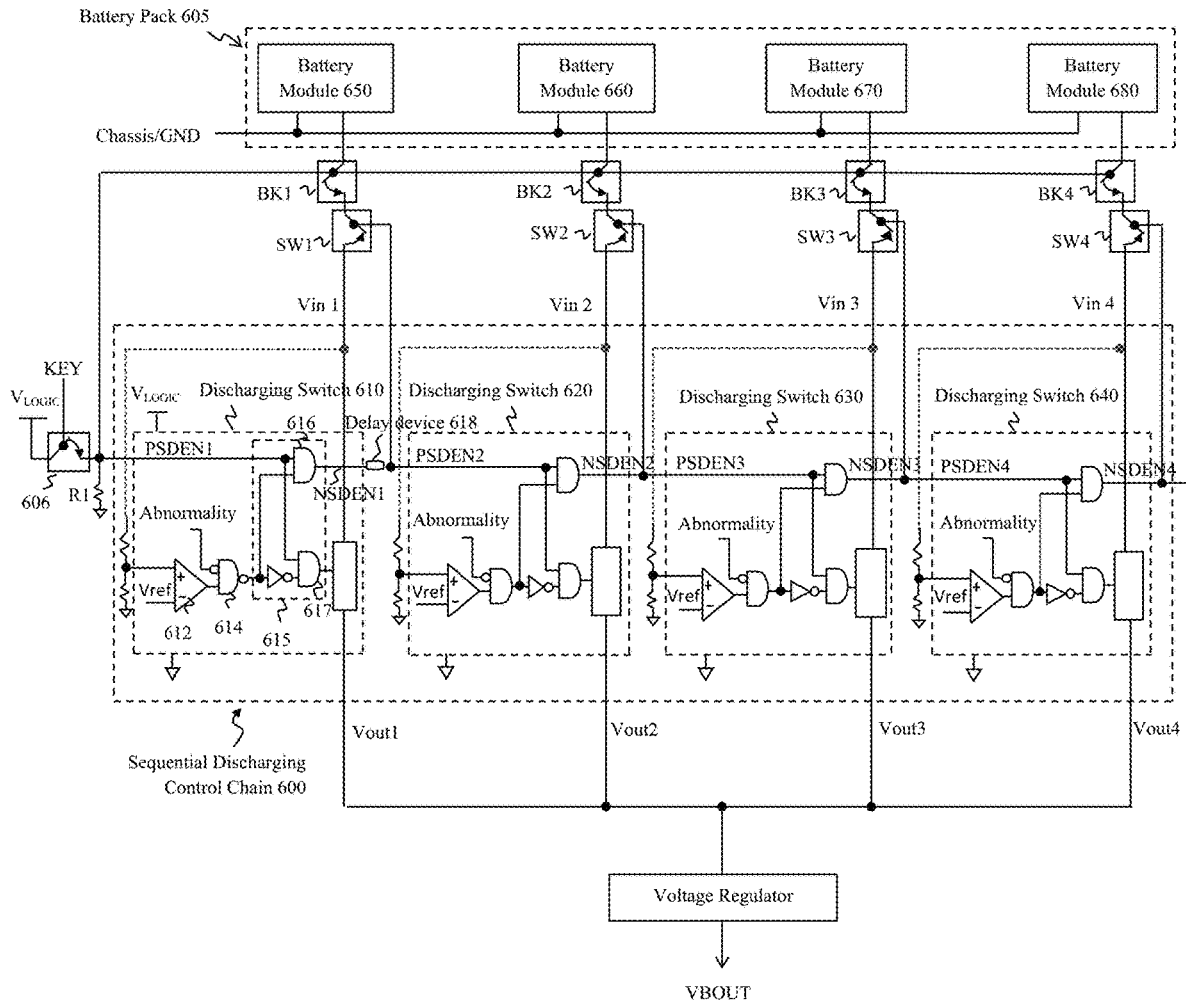 Battery Pack 605
Battery
Module 650
Battery
Module 660
Battery
Module 670
Battery
Module 680
Chassis/GND
BK1
BK2
BK3
BK4
SW1
SW2
SW3
SW4
Vin 1
Vin 2
Vin 3
Vin 4
KEY
VLOGIC
VLOGIC
Discharging Switch 610
Discharging Switch 620
Discharging Switch 630
Discharging Switch 640
616
Delay device 618
PSDEN1
PSDEN2
NSDEN2
PSDEN3
NSDEN3
PSDEN4
NSDEN4
606
R1
NSDEN1
Abnormality
Abnormality
Abnormality
Abnormality
Vref
Vref
Vref
Vref
612
614
615
617
Vout1
Vout2
Vout3
Vout4
Sequential Discharging
Control Chain 600
Voltage Regulator
VBOUT